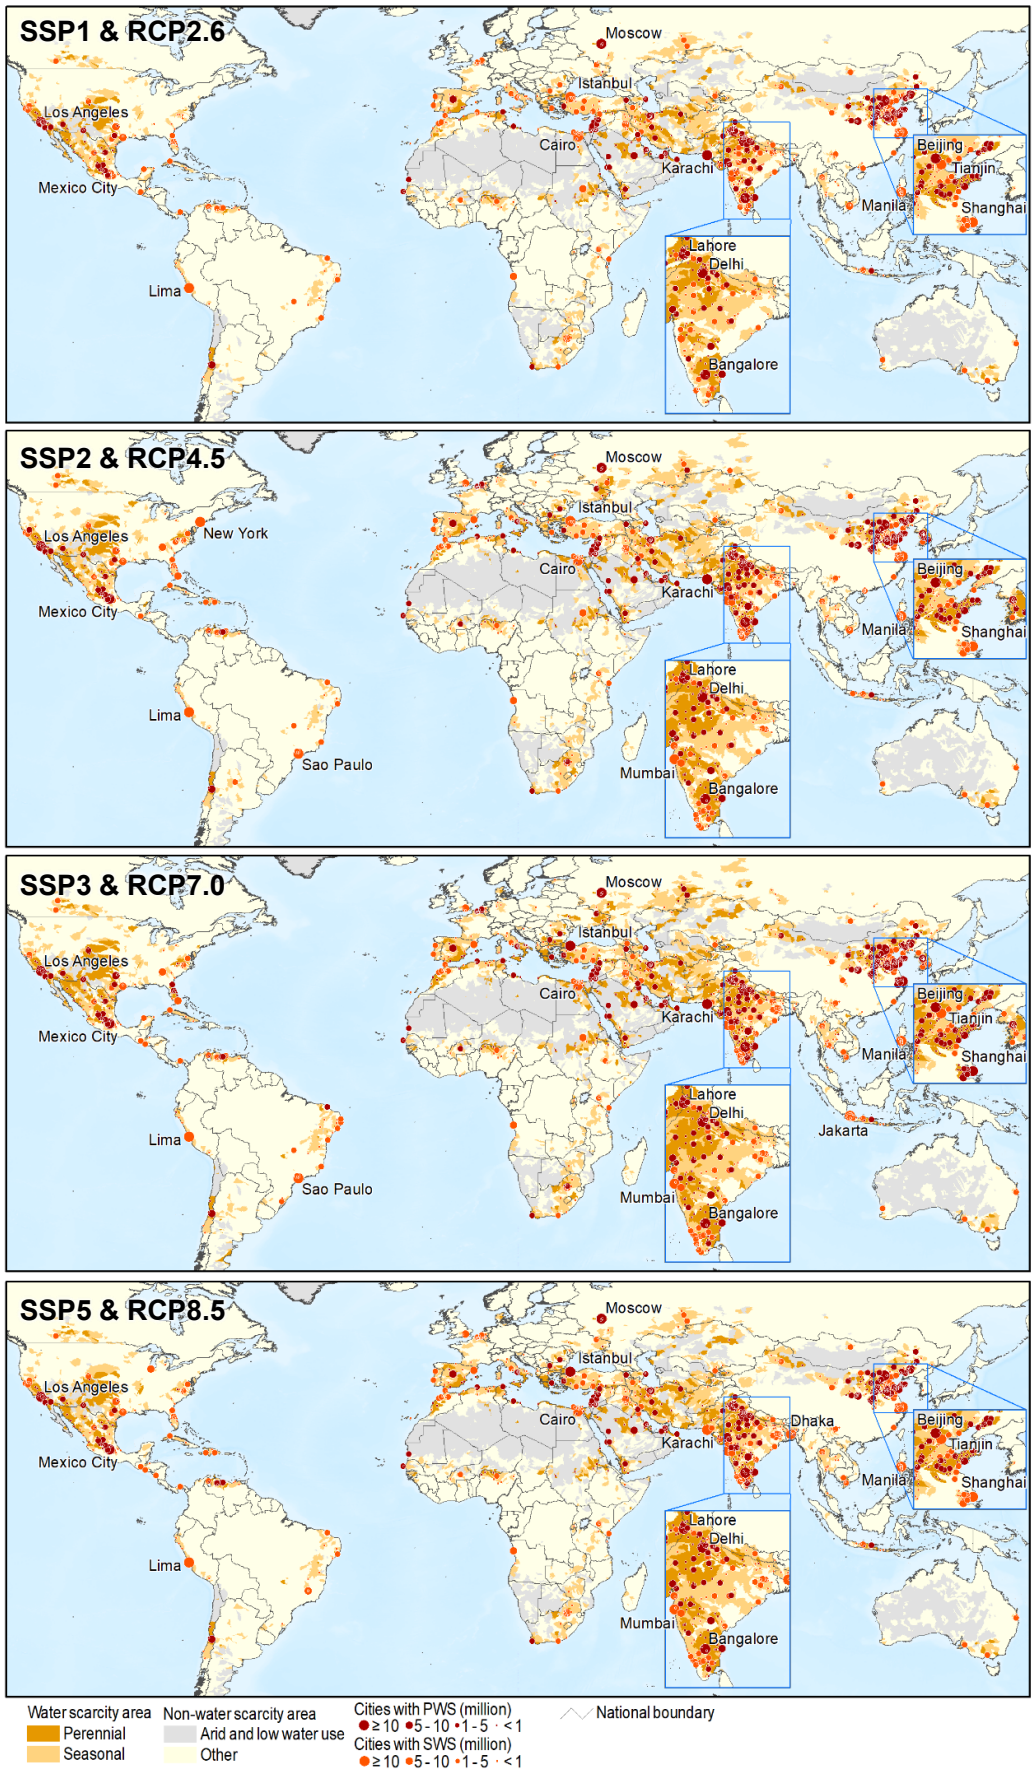 SSP1 & RCP2.6
Moscow
Istanbul
Los Angeles
Cairo
Karachi
Beijing
Tianjin
Mexico City
Manila
Shanghai
Lahore
Delhi
Lima
Bangalore
SSP2 & RCP4.5
Moscow
Istanbul
New York
Los Angeles
Cairo
Karachi
Beijing
Mexico City
Manila
Shanghai
Lahore
Delhi
Lima
Sao Paulo
Mumbai
Bangalore
SSP3 & RCP7.0
Moscow
Istanbul
Los Angeles
Cairo
Karachi
Beijing
Tianjin
Mexico City
Manila
Shanghai
Lahore
Delhi
Jakarta
Lima
Sao Paulo
Mumbai
Bangalore
SSP5 & RCP8.5
Moscow
Istanbul
Los Angeles
Cairo
Karachi
Dhaka
Beijing
Tianjin
Mexico City
Manila
Shanghai
Lahore
Delhi
Lima
Mumbai
Bangalore
Water scarcity area
Perennial
Seasonal
Non-water scarcity area
Arid and low water use
Other
Cities with PWS (million)
≥ 10 5 - 10 1 - 5 < 1
Cities with SWS (million)
≥ 10 5 - 10 1 - 5 < 1
National boundary